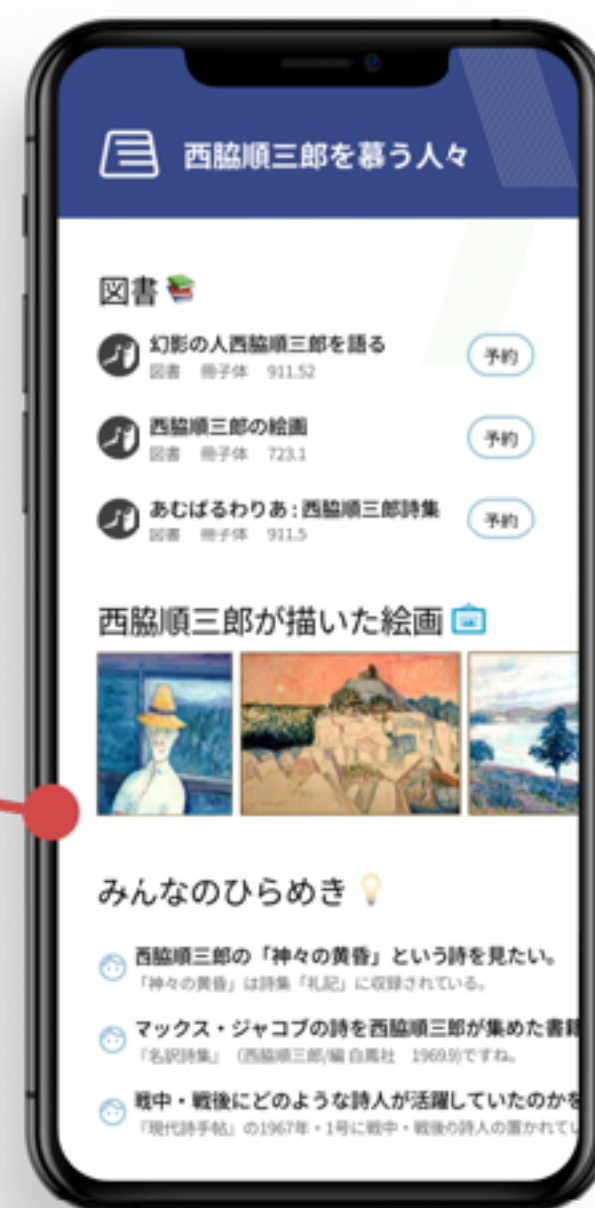 西脇順三郎を慕う人々
図書
幻影の人西脇順三郎を語る
図書 冊子体 911.52
予約
西脇順三郎の絵画
図書 冊子体 723.1
予約
あむばるわりあ : 西脇順三郎詩集
図書 冊子体 911.5
予約
西脇順三郎が描いた絵画
みんなのひらめき
西脇順三郎の「神々の黄昏」という詩を見たい。
「神々の黄昏」は詩集「礼記」に収録されている。
マックス・ジャコブの詩を西脇順三郎が集めた書籍
『名訳詩集』（西脇順三郎/編 白鳳社 1969.9)ですね。
戦中・戦後にどのような詩人が活躍していたのかを
「現代詩手帖」の1967年・1号に戦中・戦後の詩人の置かれてい